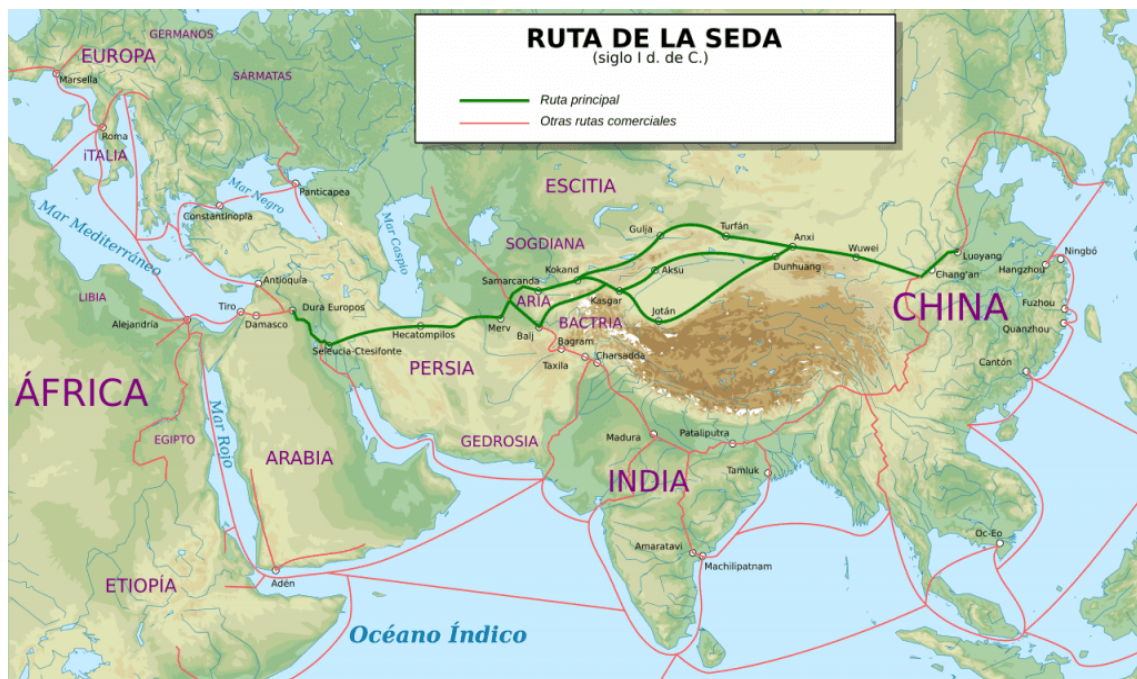 RUTA DE LA SEDA
(siglo I d. de C.)
Ruta principal
Otras rutas comerciales
GERMANOS
EUROPA
SÁRMATAS
Marsella
Roma
iTALIA
Mar Negro
Panticapea
Constantinopla
Mar Mediterráneo
Mar Caspio
ESCITIA
Gulja
Turfán
Anxi
SOGDIANA
Wuwei
Luoyang
Ningbó
Kokand
Aksu
Dunhuang
Chang'an
Hangzhou
Antioquía
Samarcanda
LIBIA
Tiro
Dura Europos
ARIA
Kasgar
CHINA
Fuzhou
Alejandría
Damasco
Merv
Balj
BACTRIA
Jotán
Quanzhou
Hecatompilos
Seleucia-Ctesifonte
Bagram
Charsadda
PERSIA
Taxila
Cantón
ÁFRICA
Mar Rojo
EGIPTO
ARABIA
GEDROSIA
Madura
Pataliputra
INDIA
Tamluk
Oc-Eo
Amaratavi
Machilipatnam
ETIOPÍA
Adén
Océano Índico